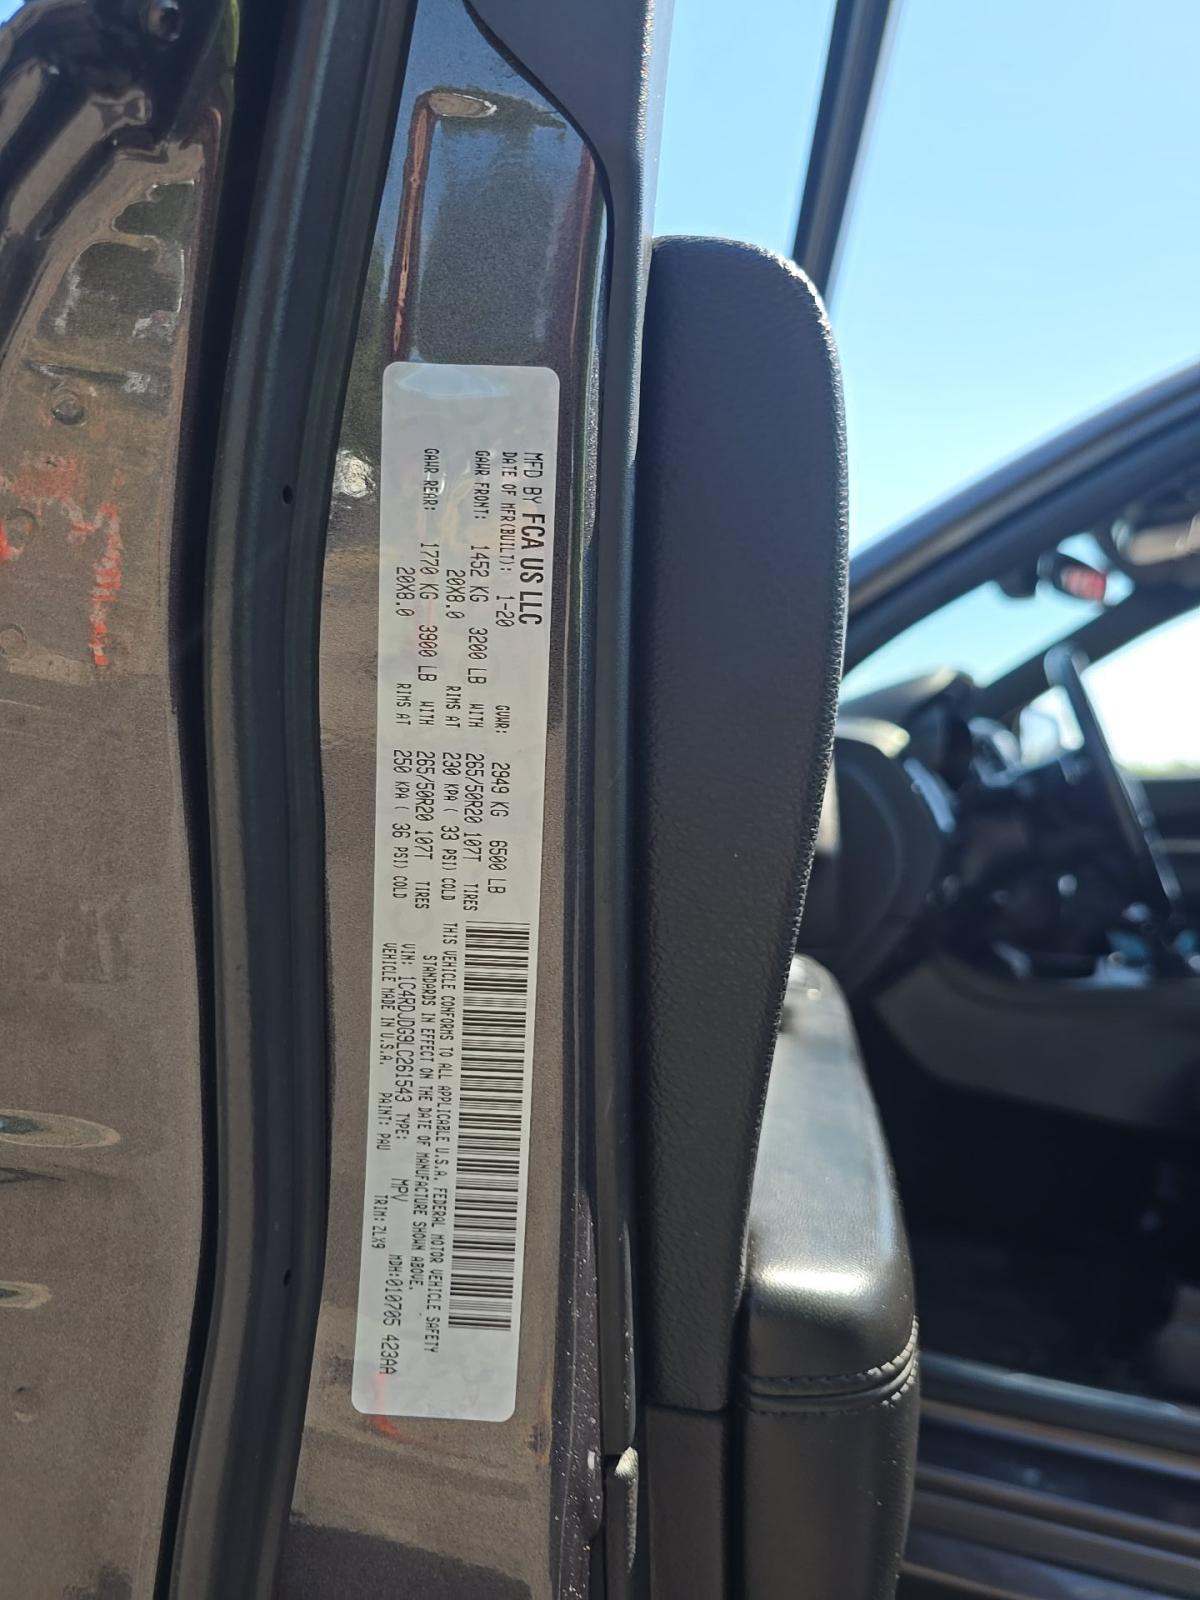 MFD BY FCA US LLC
DATE OF MFR(BUILT): 1-20 GVWR: 2949 KG 6500 LB
GAWR FRONT: 1452 KG 3200 LB WITH 265/50R20 107T TIRES
20X8.0 RIMS AT 230 KPA ( 33 PSI) COLD
GAWR REAR: 1770 KG 3900 LB WITH 265/50R20 107T TIRES
20X8.0 RIMS AT 250 KPA ( 36 PSI) COLD
THIS VEHICLE CONFORMS TO ALL APPLICABLE U.S.A. FEDERAL MOTOR VEHICLE SAFETY
STANDARDS IN EFFECT ON THE DATE OF MANUFACTURE SHOWN ABOVE.
VIN: 1C4RDJDG9LC261543 TYPE: MPV MDH:010705 423AA
VEHICLE MADE IN U.S.A. PAINT: PAU TRIM:ZLX9